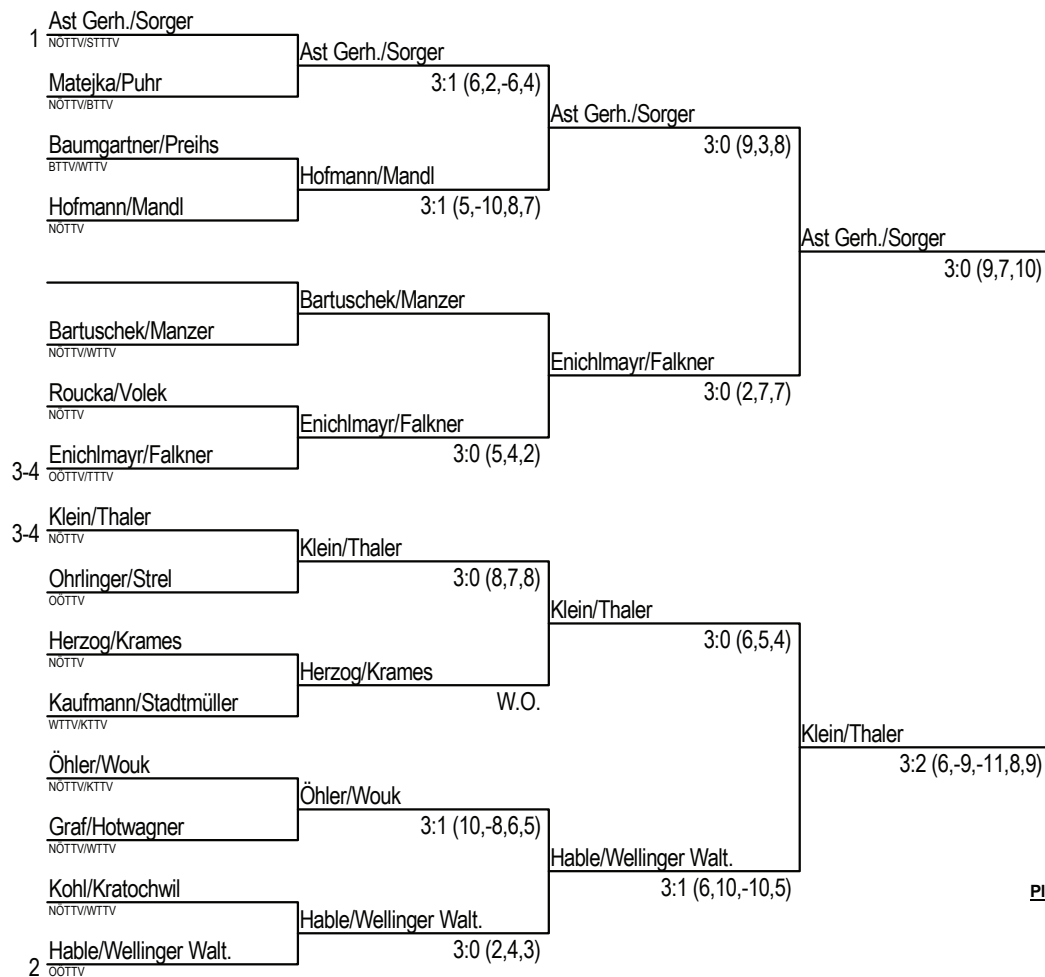 1 Ast Gerh./Sorger
NÖTTV/STTTV
Ast Gerh./Sorger
Matejka/Puhr
3:1 (6,2,-6,4)
NÖTTV/BTTV
Ast Gerh./Sorger
Baumgartner/Preihs
3:0 (9,3,8)
BTTV/WTTV
Hofmann/Mandl
Hofmann/Mandl
3:1 (5,-10,8,7)
NÖTTV
Ast Gerh./Sorger
3:0 (9,7,10)
Bartuschek/Manzer
Bartuschek/Manzer
NÖTTV/WTTV
Enichlmayr/Falkner
Roucka/Volek
3:0 (2,7,7)
NÖTTV
Enichlmayr/Falkner
Enichlmayr/Falkner
3:0 (5,4,2)
3-4
OÖTTV/TTTV
Klein/Thaler
3-4
NÖTTV
Klein/Thaler
Ohrlinger/Strel
3:0 (8,7,8)
OÖTTV
Klein/Thaler
Herzog/Krames
3:0 (6,5,4)
NÖTTV
Herzog/Krames
Kaufmann/Stadtmüller
W.O.
WTTV/KTTV
Klein/Thaler
Öhler/Wouk
3:2 (6,-9,-11,8,9)
NÖTTV/KTTV
Öhler/Wouk
Graf/Hotwagner
3:1 (10,-8,6,5)
NÖTTV/WTTV
Hable/Wellinger Walt.
Kohl/Kratochwil
3:1 (6,10,-10,5)
NÖTTV/WTTV
Hable/Wellinger Walt.
Hable/Wellinger Walt.
3:0 (2,4,3)
2
OÖTTV